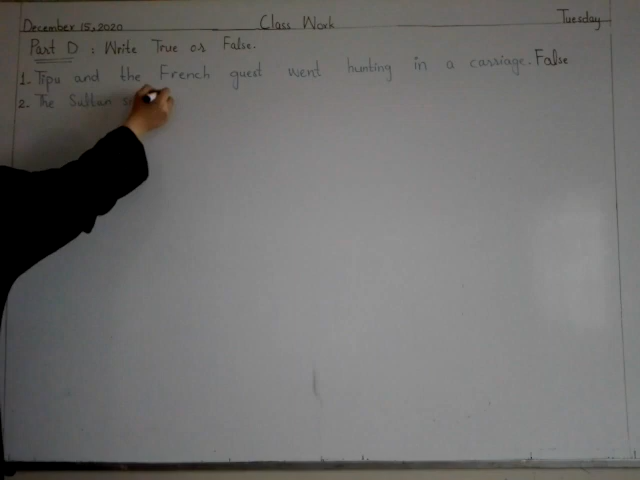 December 15, 2020 Class Work Tuesday
Part D : Write True or False.
1. Tipu and the French guest went hunting in a carriage. False
2. The Sultan